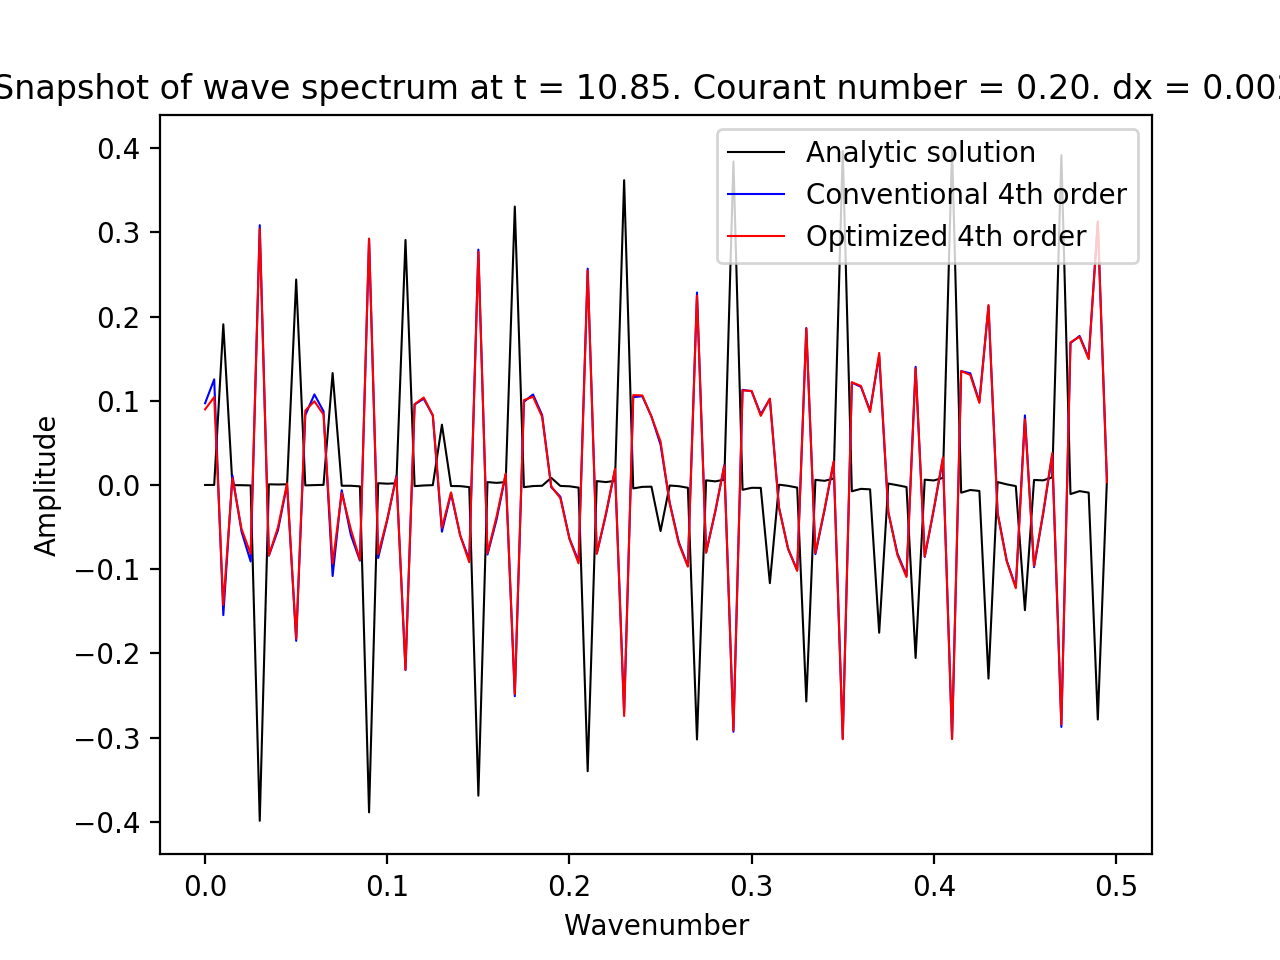 Snapshot of wave spectrum at t = 10.85. Courant number = 0.20. dx =
Analytic solution
Conventional 4th order
Optimized 4th order
Amplitude
0.4
0.3
0.2
0.1
0.0
−0.1
−0.2
−0.3
−0.4
0.0 0.1 0.2 0.3 0.4 0.5
Wavenumber